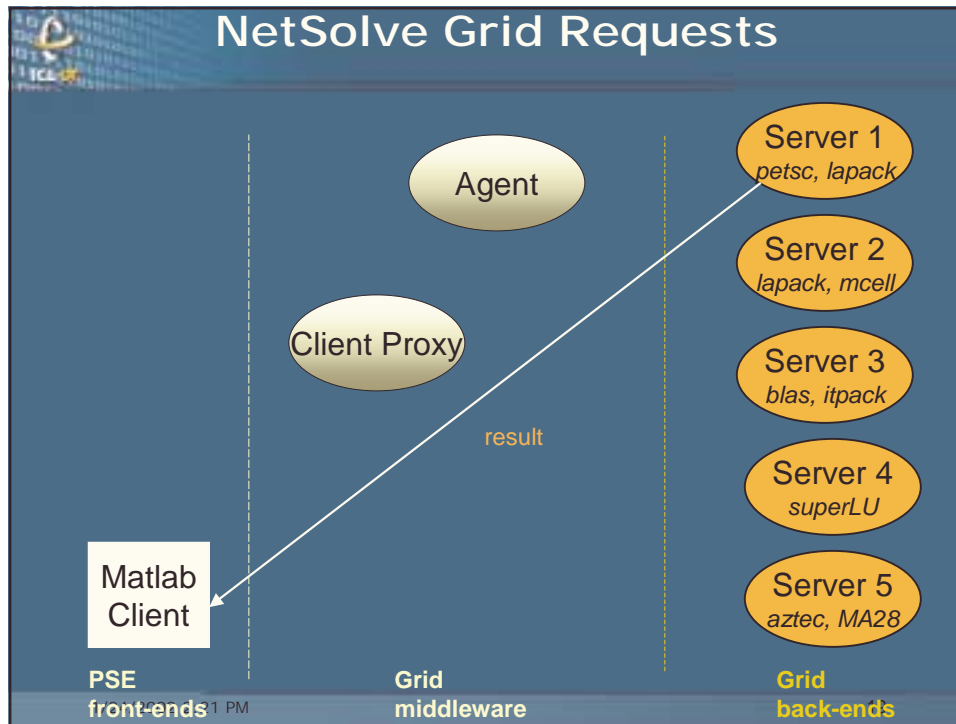 NetSolve Grid Requests
Agent
Client Proxy
result
Matlab
Client
Server 1
petsc, lapack
Server 2
lapack, mcell
Server 3
blas, itpack
Server 4
superLU
Server 5
aztec, MA28
PSE
front-ends
Grid
middleware
Grid
back-ends
PM